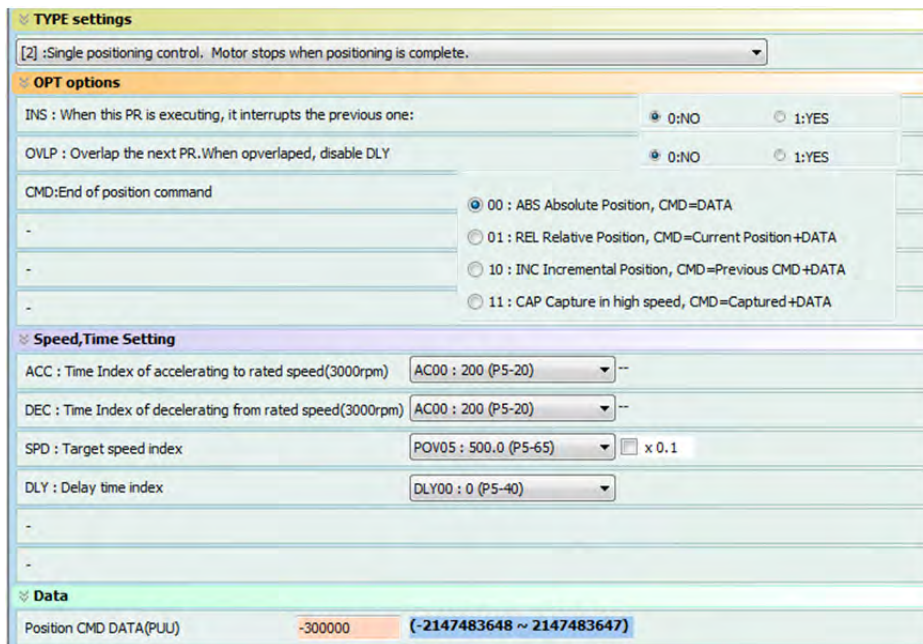 TYPE settings
[2] :Single positioning control. Motor stops when positioning is complete.
OPT options
INS : When this PR is executing, it interrupts the previous one: 0:NO 1:YES
OVLP : Overlap the next PR.When opverlaped, disable DLY 0:NO 1:YES
CMD:End of position command
00 : ABS Absolute Position, CMD=DATA
-
01 : REL Relative Position, CMD=Current Position+DATA
-
10 : INC Incremental Position, CMD=Previous CMD+DATA
-
11 : CAP Capture in high speed, CMD=Captured+DATA
Speed,Time Setting
ACC : Time Index of accelerating to rated speed(3000rpm) AC00 : 200 (P5-20) --
DEC : Time Index of decelerating from rated speed(3000rpm) AC00 : 200 (P5-20) --
SPD : Target speed index POV05 : 500.0 (P5-65) x 0.1
DLY : Delay time index DLY00 : 0 (P5-40)
-
-
Data
Position CMD DATA(PUU) -300000 (-2147483648 ~ 2147483647)